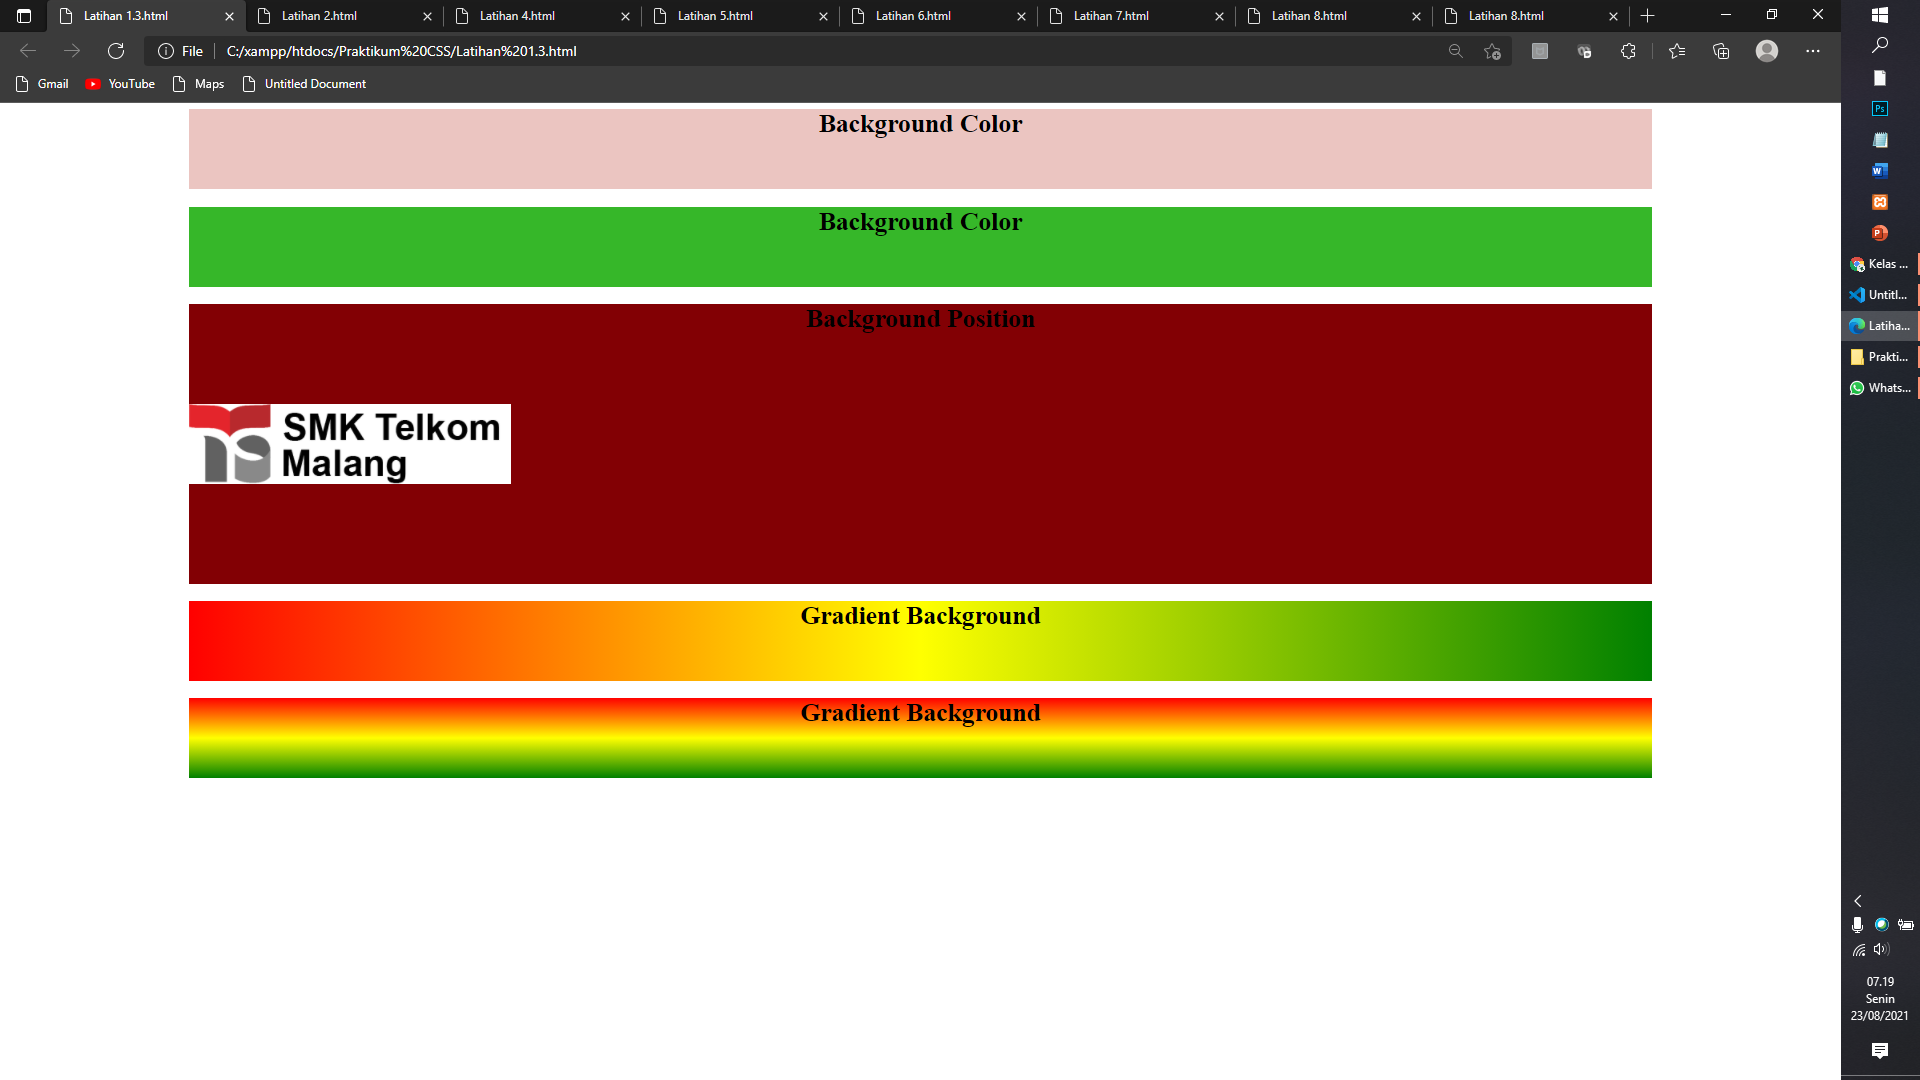 Latihan 1.3.html
Latihan 2.html
Latihan 4.html
Latihan 5.html
Latihan 6.html
Latihan 7.html
Latihan 8.html
Latihan 8.html
File
C:/xampp/htdocs/Praktikum%20CSS/Latihan%201.3.html
Gmail
YouTube
Maps
Untitled Document
Background Color
Background Color
Background Position
SMK Telkom
Malang
Gradient Background
Gradient Background
Ps
W
P
Kelas ...
Untitl...
Latiha...
Prakti...
Whats...
07.19
Senin
23/08/2021